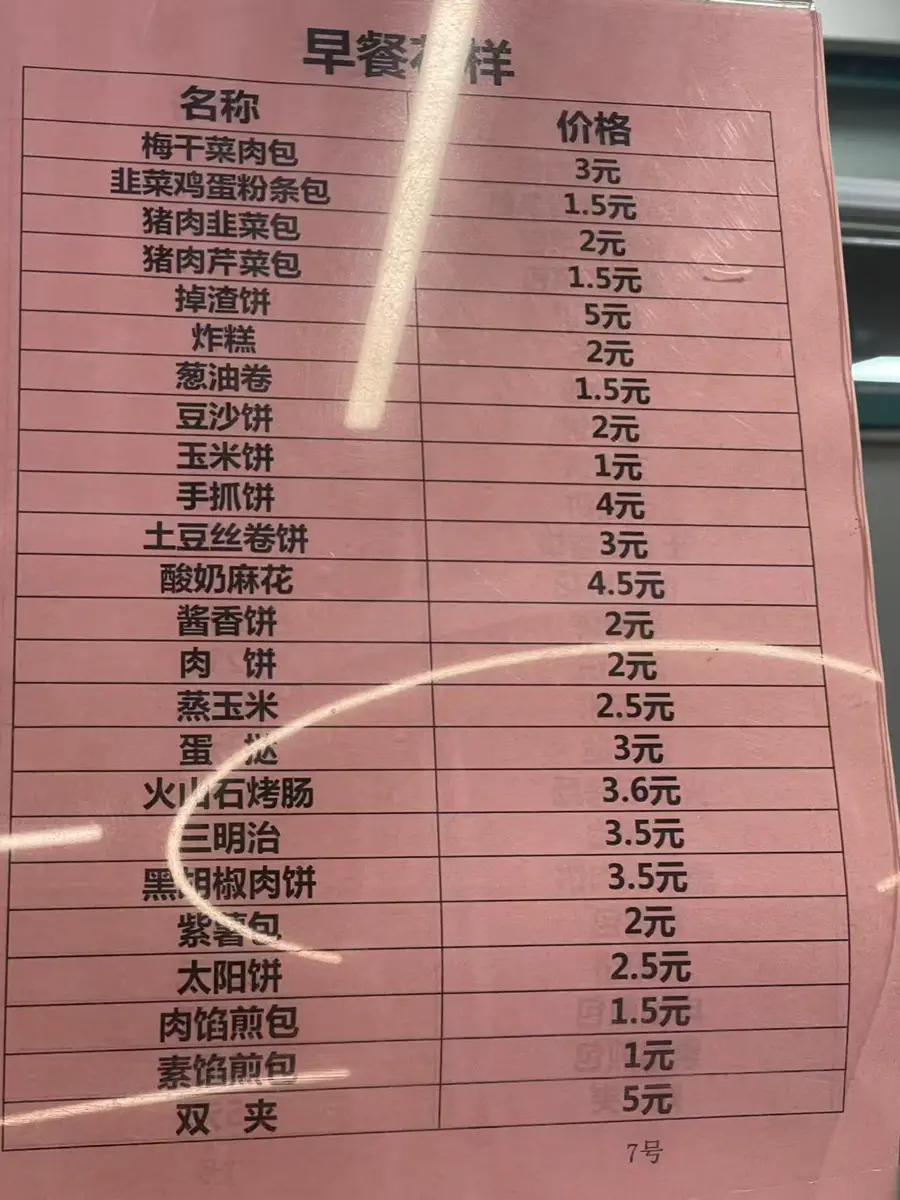 早餐花样
名称 价格
梅干菜肉包 3元
韭菜鸡蛋粉条包 1.5元
猪肉韭菜包 2元
猪肉芹菜包 1.5元
掉渣饼 5元
炸糕 2元
葱油卷 1.5元
豆沙饼 2元
玉米饼 1元
手抓饼 4元
土豆丝卷饼 3元
酸奶麻花 4.5元
酱香饼 2元
肉 饼 2元
蒸玉米 2.5元
蛋 挞 3元
火山石烤肠 3.6元
三明治 3.5元
黑胡椒肉饼 3.5元
紫薯包 2元
太阳饼 2.5元
肉馅煎包 1.5元
素馅煎包 1元
双 夹 5元
7号